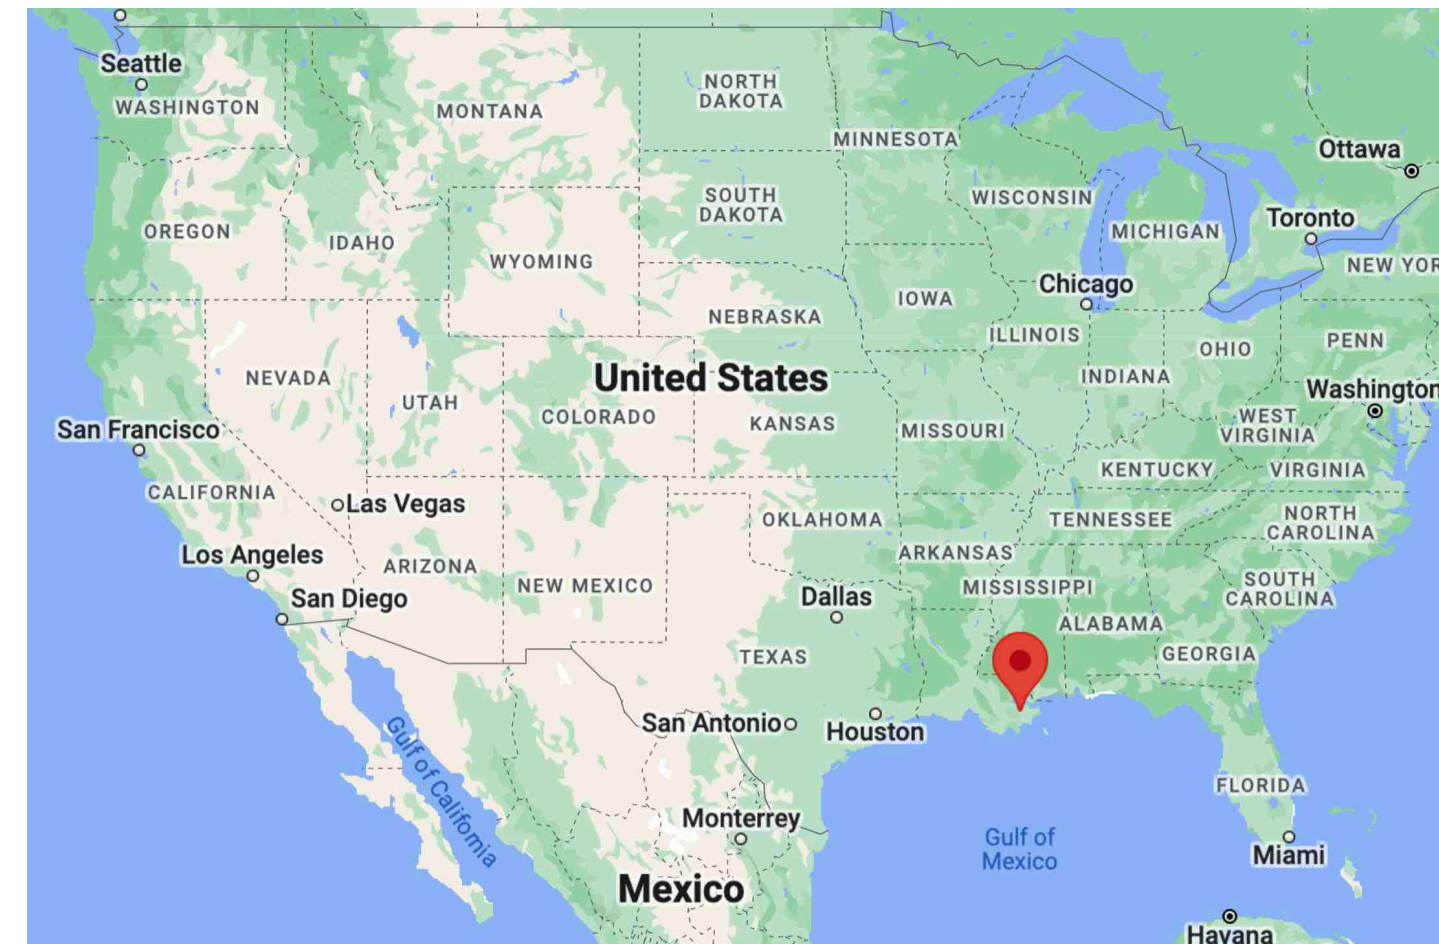 Seattle
WASHINGTON
MONTANA
NORTH
DAKOTA
MINNESOTA
Ottawa
OREGON
IDAHO
SOUTH
DAKOTA
WISCONSIN
MICHIGAN
Toronto
WYOMING
NEW YOR
Chicago
IOWA
NEBRASKA
ILLINOIS
OHIO
PENN
NEVADA
UTAH
United States
COLORADO
KANSAS
INDIANA
Washington
San Francisco
MISSOURI
WEST
VIRGINIA
KENTUCKY
VIRGINIA
CALIFORNIA
Las Vegas
OKLAHOMA
TENNESSEE
NORTH
CAROLINA
Los Angeles
ARIZONA
NEW MEXICO
ARKANSAS
MISSISSIPPI
SOUTH
CAROLINA
San Diego
Dallas
ALABAMA
TEXAS
GEORGIA
San Antonio
Houston
Gulf of California
FLORIDA
Monterrey
Gulf of
Mexico
Miami
Mexico
Havana